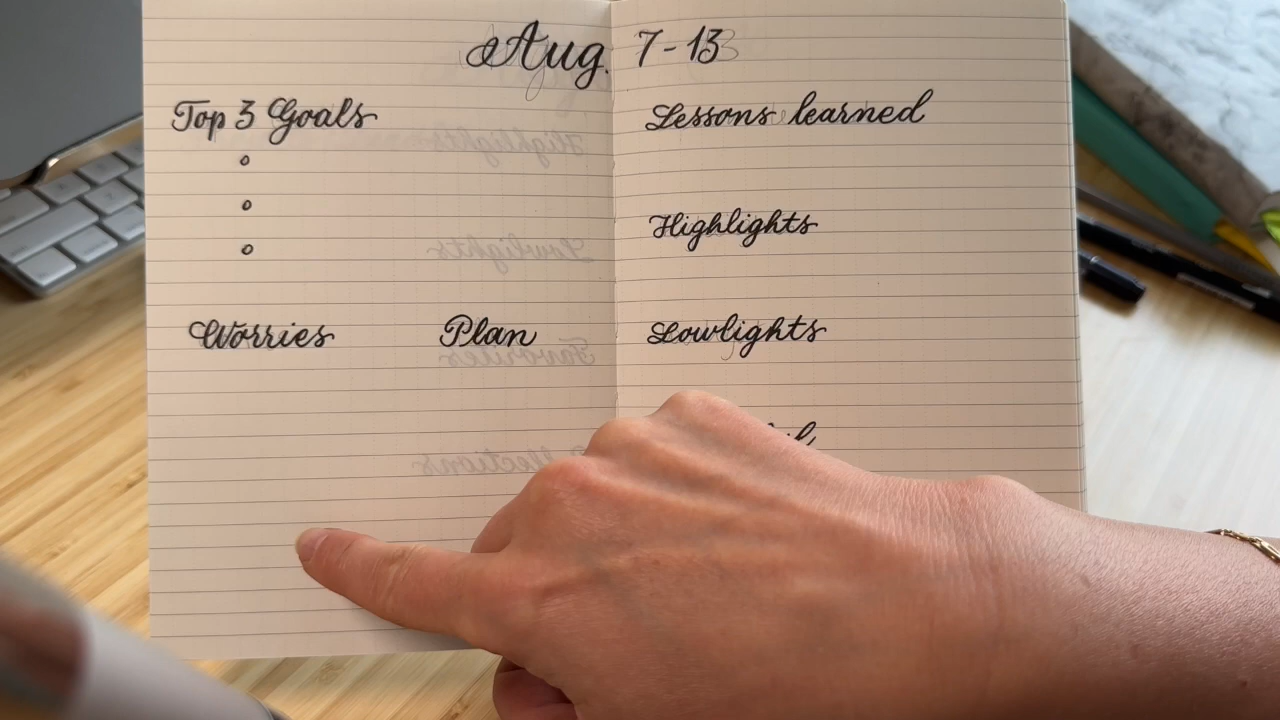 Aug. 7-13
Top 3 Goals
Worries Plan
Lessons learned
Highlights
Lowlights